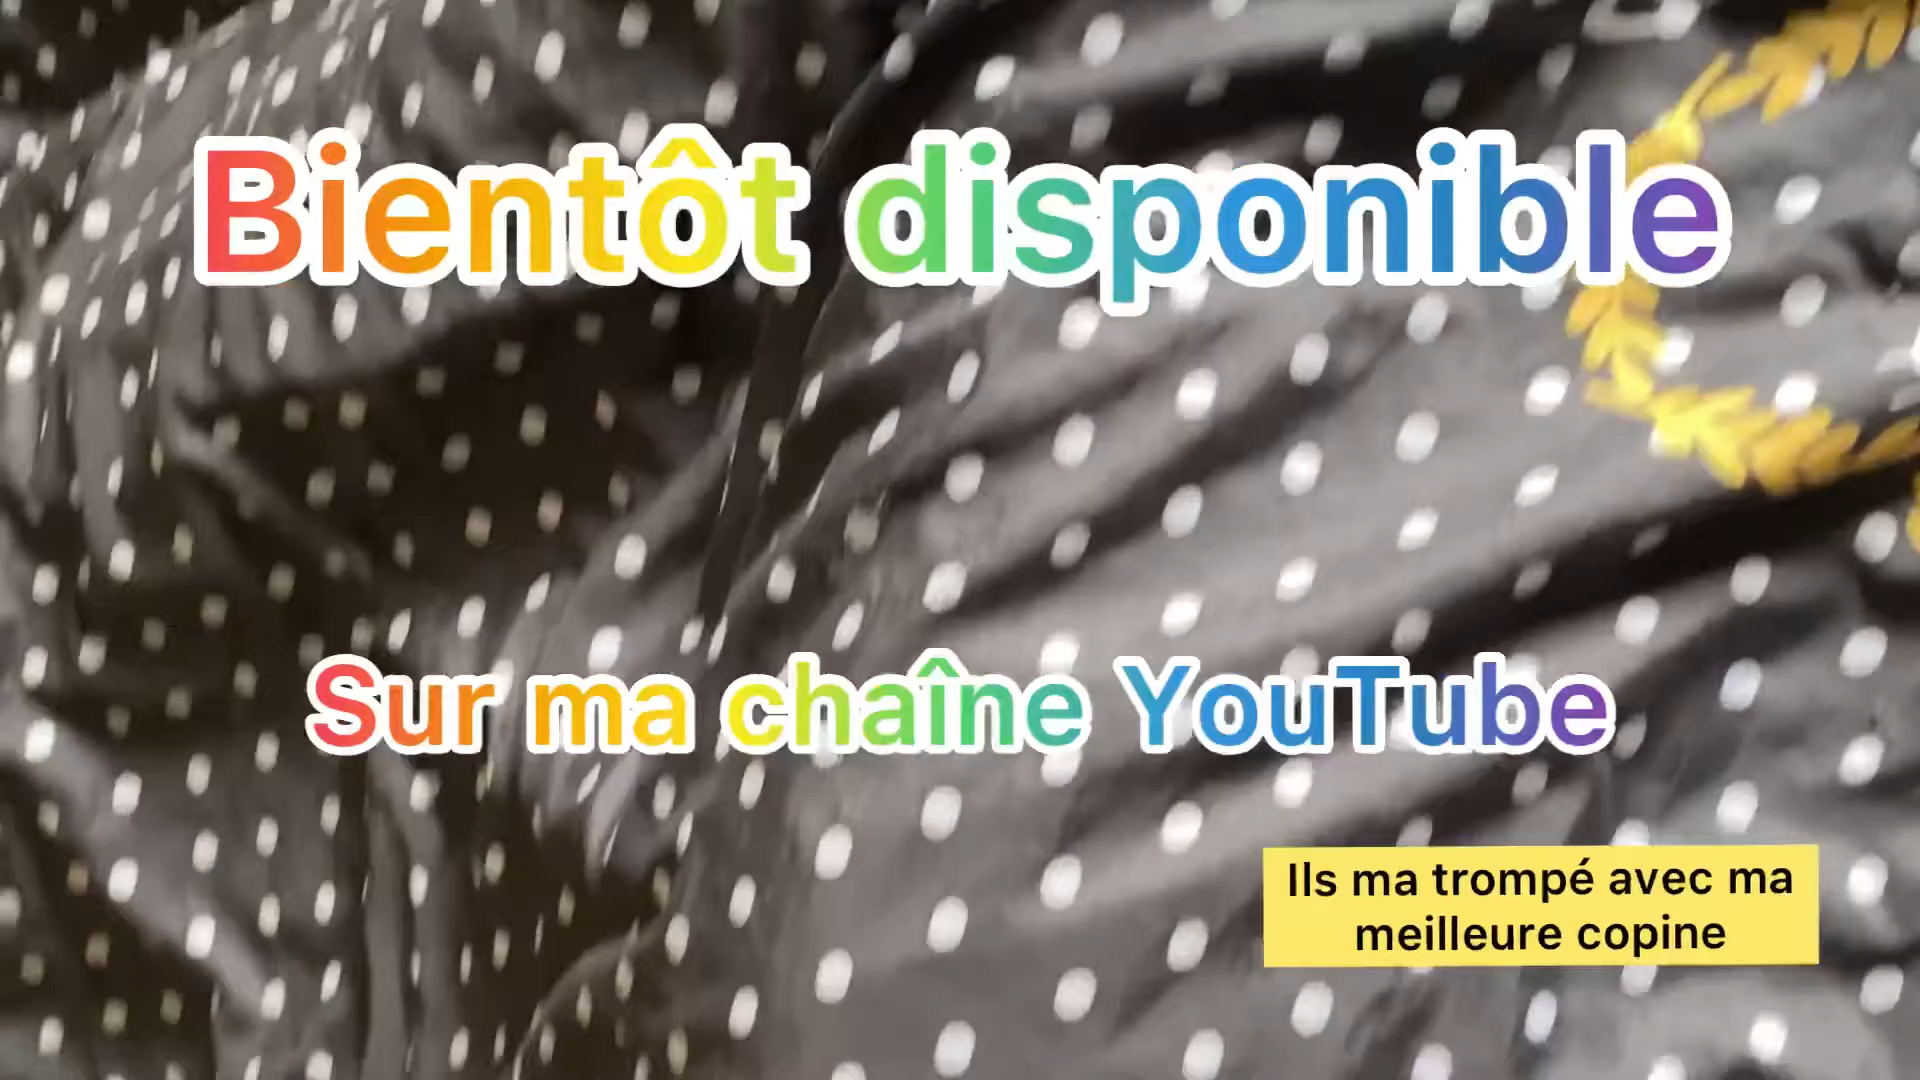 Bientôt disponible
Sur ma chaîne YouTube
Ils ma trompé avec ma
meilleure copine